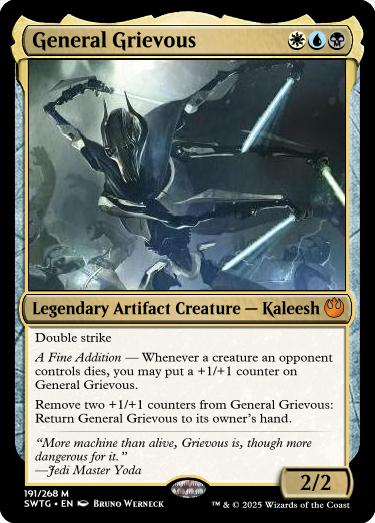 General Grievous
Legendary Artifact Creature — Kaleesh
Double strike
A Fine Addition — Whenever a creature an opponent
controls dies, you may put a +1/+1 counter on
General Grievous.
Remove two +1/+1 counters from General Grievous:
Return General Grievous to its owner's hand.
"More machine than alive, Grievous is, though more
dangerous for it."
—Jedi Master Yoda
2/2
191/268 M
SWTG • EN Bruno Werneck
™ & © 2025 Wizards of the Coast